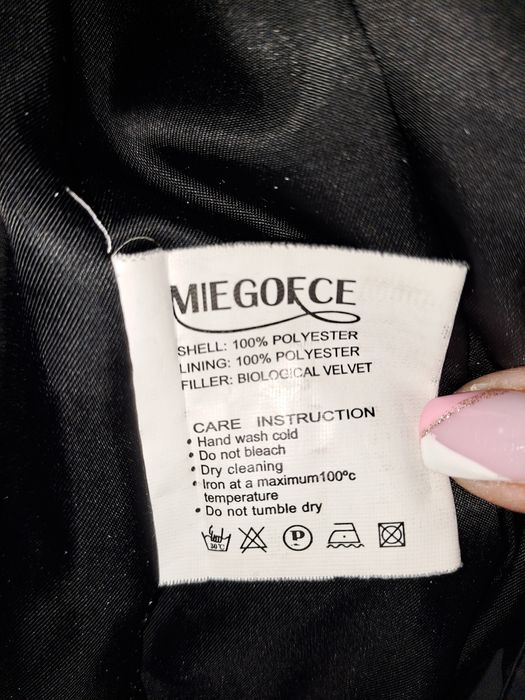 MIEGOFCE
SHELL: 100% POLYESTER
LINING: 100% POLYESTER
FILLER: BIOLOGICAL VELVET
CARE INSTRUCTION
• Hand wash cold
• Do not bleach
• Dry cleaning
• Iron at a maximum100ºc
temperature
• Do not tumble dry
30°C P